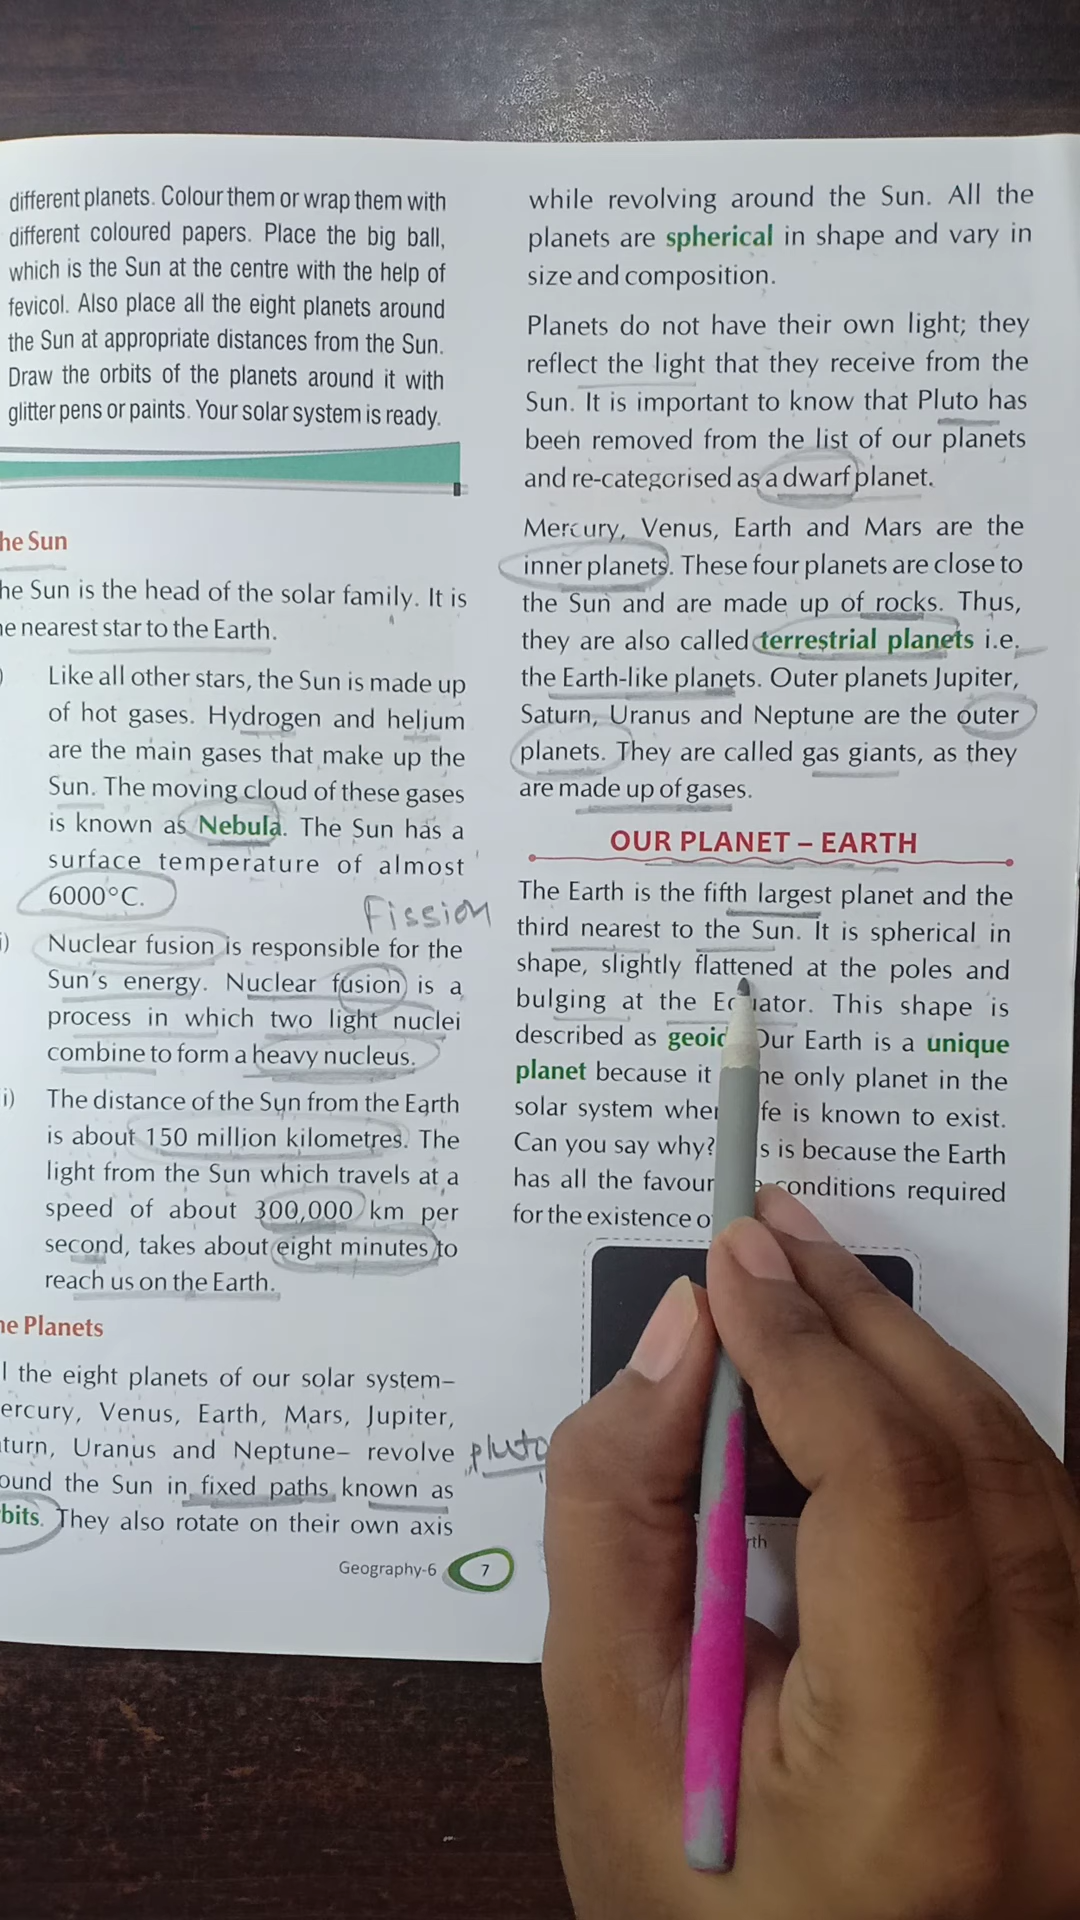 different planets. Colour them or wrap them with
different coloured papers. Place the big ball,
which is the Sun at the centre with the help of
fevicol. Also place all the eight planets around
the Sun at appropriate distances from the Sun.
Draw the orbits of the planets around it with
glitter pens or paints. Your solar system is ready.
he Sun
he Sun is the head of the solar family. It is
e nearest star to the Earth.
) Like all other stars, the Sun is made up
of hot gases. Hydrogen and helium
are the main gases that make up the
Sun. The moving cloud of these gases
is known as Nebula. The Sun has a
surface temperature of almost
6000°C.
Fission
i) Nuclear fusion is responsible for the
Sun's energy. Nuclear fusion is a
process in which two light nuclei
combine to form a heavy nucleus.
i) The distance of the Sun from the Earth
is about 150 million kilometres. The
light from the Sun which travels at a
speed of about 300,000 km per
second, takes about eight minutes to
reach us on the Earth.
e Planets
l the eight planets of our solar system–
ercury, Venus, Earth, Mars, Jupiter,
turn, Uranus and Neptune– revolve
pluto
ound the Sun in fixed paths known as
bits. They also rotate on their own axis
Geography-6 7
while revolving around the Sun. All the
planets are spherical in shape and vary in
size and composition.
Planets do not have their own light; they
reflect the light that they receive from the
Sun. It is important to know that Pluto has
been removed from the list of our planets
and re-categorised as a dwarf planet.
Mercury, Venus, Earth and Mars are the
inner planets. These four planets are close to
the Sun and are made up of rocks. Thus,
they are also called terrestrial planets i.e.
the Earth-like planets. Outer planets Jupiter,
Saturn, Uranus and Neptune are the outer
planets. They are called gas giants, as they
are made up of gases.
OUR PLANET – EARTH
The Earth is the fifth largest planet and the
third nearest to the Sun. It is spherical in
shape, slightly flattened at the poles and
bulging at the Equator. This shape is
described as geoid Our Earth is a unique
planet because it he only planet in the
solar system wher fe is known to exist.
Can you say why? s is because the Earth
has all the favour conditions required
for the existence o
rth